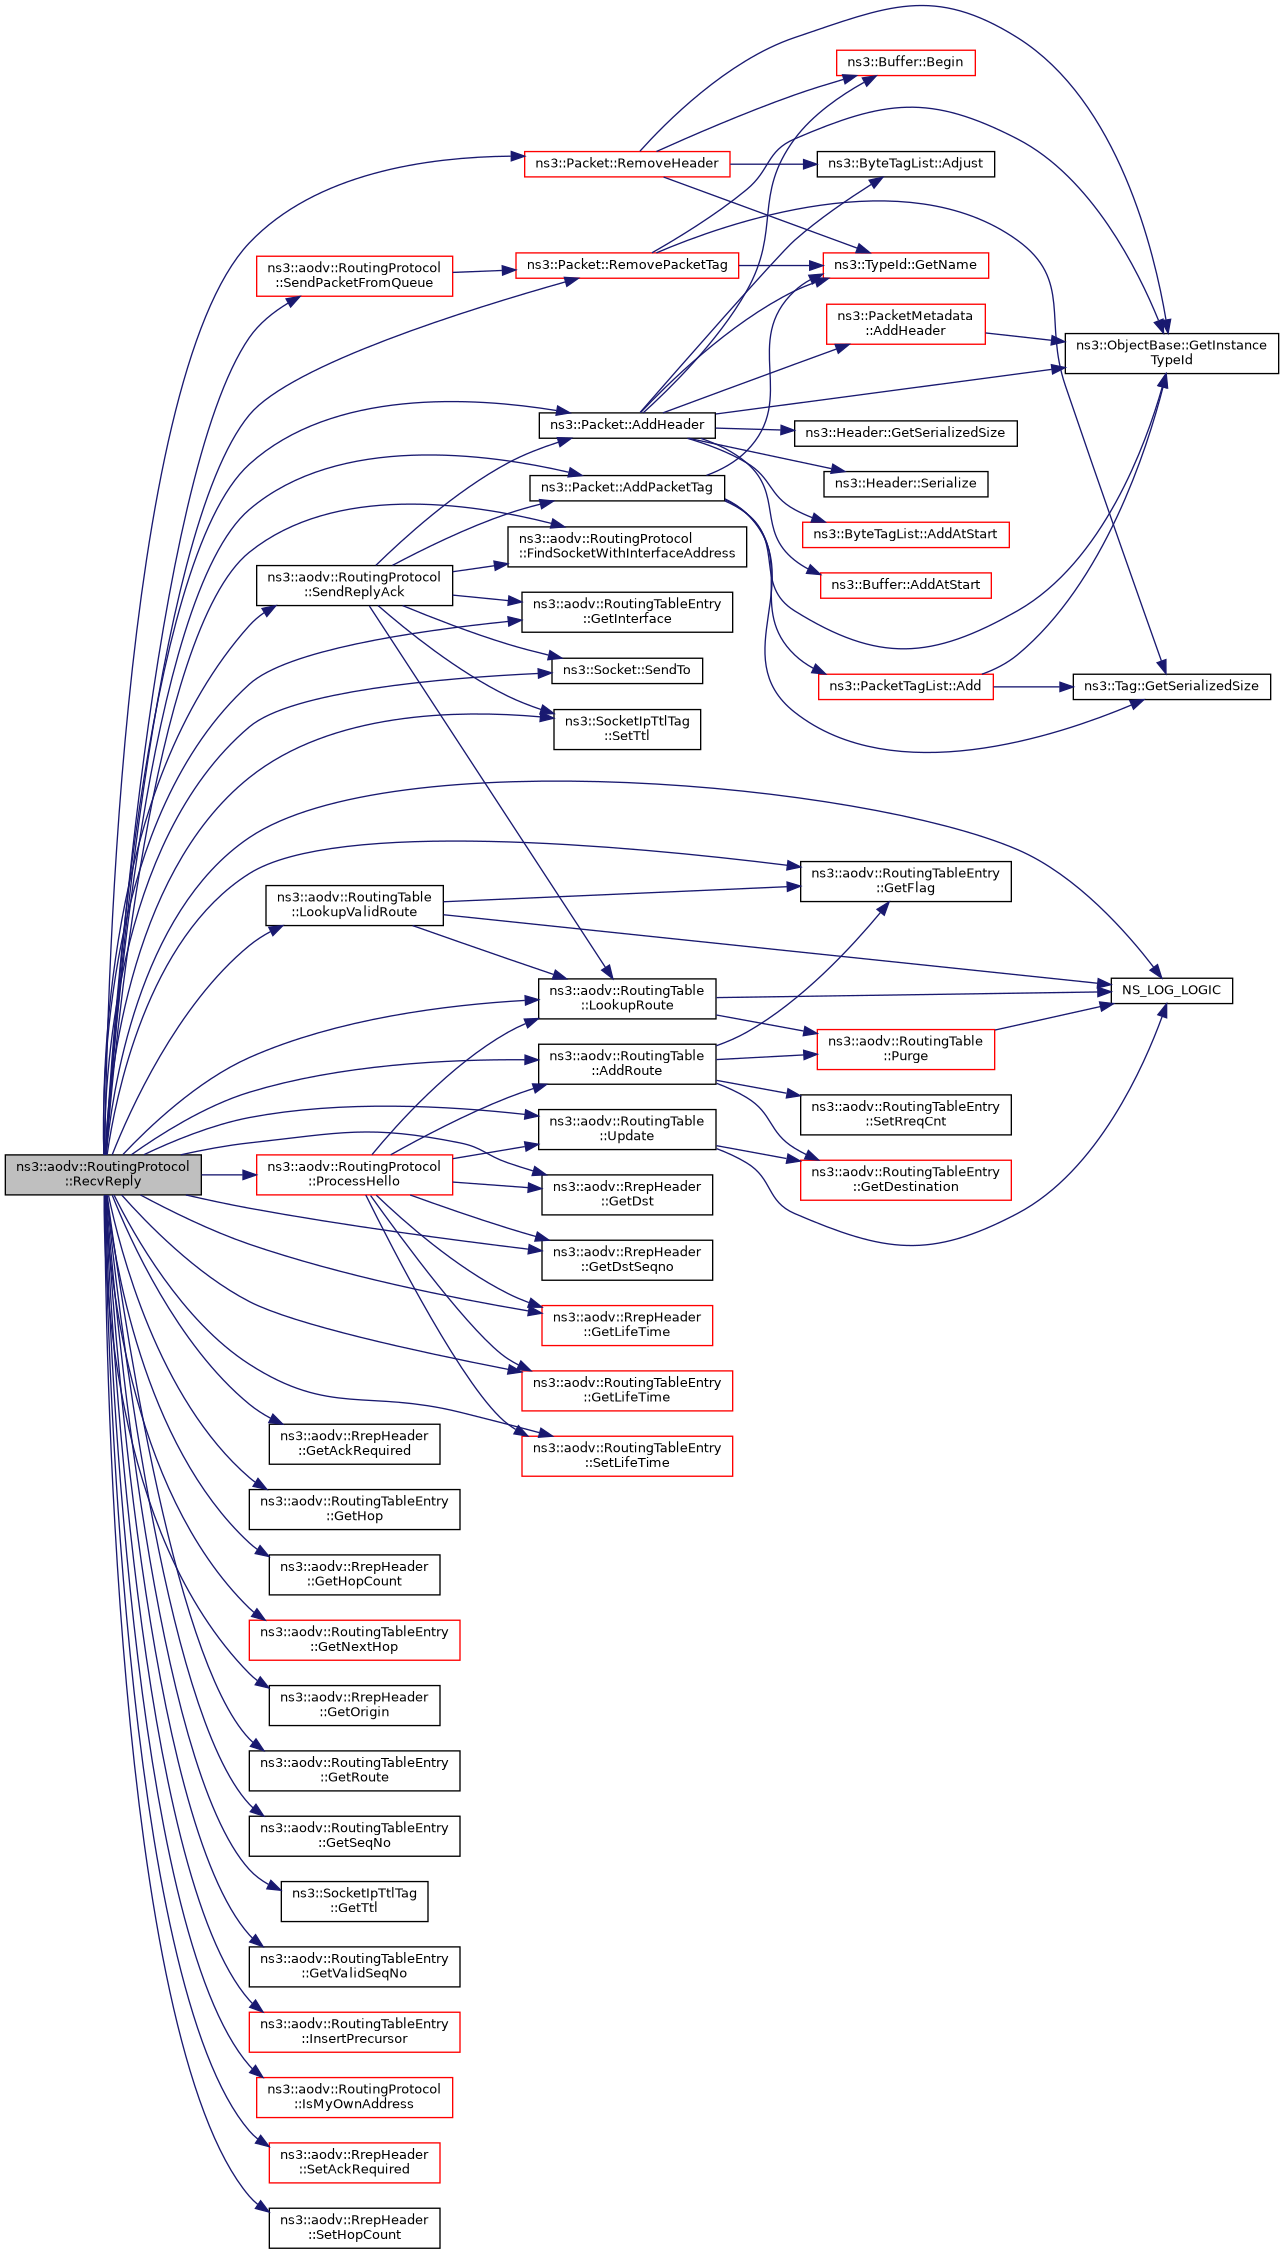 ns3::Buffer::Begin
ns3::Packet::RemoveHeader
ns3::ByteTagList::Adjust
ns3::aodv::RoutingProtocol
::SendPacketFromQueue
ns3::Packet::RemovePacketTag
ns3::TypeId::GetName
ns3::PacketMetadata
::AddHeader
ns3::ObjectBase::GetInstance
TypeId
ns3::Packet::AddHeader
ns3::Header::GetSerializedSize
ns3::Packet::AddPacketTag
ns3::Header::Serialize
ns3::aodv::RoutingProtocol
::FindSocketWithInterfaceAddress
ns3::ByteTagList::AddAtStart
ns3::aodv::RoutingProtocol
::SendReplyAck
ns3::Buffer::AddAtStart
ns3::aodv::RoutingTableEntry
::GetInterface
ns3::Socket::SendTo
ns3::PacketTagList::Add
ns3::Tag::GetSerializedSize
ns3::SocketIpTtlTag
::SetTtl
ns3::aodv::RoutingTableEntry
::GetFlag
ns3::aodv::RoutingTable
::LookupValidRoute
ns3::aodv::RoutingTable
::LookupRoute
NS_LOG_LOGIC
ns3::aodv::RoutingTable
::Purge
ns3::aodv::RoutingTable
::AddRoute
ns3::aodv::RoutingTableEntry
::SetRreqCnt
ns3::aodv::RoutingTable
::Update
ns3::aodv::RoutingProtocol
::RecvReply
ns3::aodv::RoutingProtocol
::ProcessHello
ns3::aodv::RoutingTableEntry
::GetDestination
ns3::aodv::RrepHeader
::GetDst
ns3::aodv::RrepHeader
::GetDstSeqno
ns3::aodv::RrepHeader
::GetLifeTime
ns3::aodv::RoutingTableEntry
::GetLifeTime
ns3::aodv::RrepHeader
::GetAckRequired
ns3::aodv::RoutingTableEntry
::SetLifeTime
ns3::aodv::RoutingTableEntry
::GetHop
ns3::aodv::RrepHeader
::GetHopCount
ns3::aodv::RoutingTableEntry
::GetNextHop
ns3::aodv::RrepHeader
::GetOrigin
ns3::aodv::RoutingTableEntry
::GetRoute
ns3::aodv::RoutingTableEntry
::GetSeqNo
ns3::SocketIpTtlTag
::GetTtl
ns3::aodv::RoutingTableEntry
::GetValidSeqNo
ns3::aodv::RoutingTableEntry
::InsertPrecursor
ns3::aodv::RoutingProtocol
::IsMyOwnAddress
ns3::aodv::RrepHeader
::SetAckRequired
ns3::aodv::RrepHeader
::SetHopCount